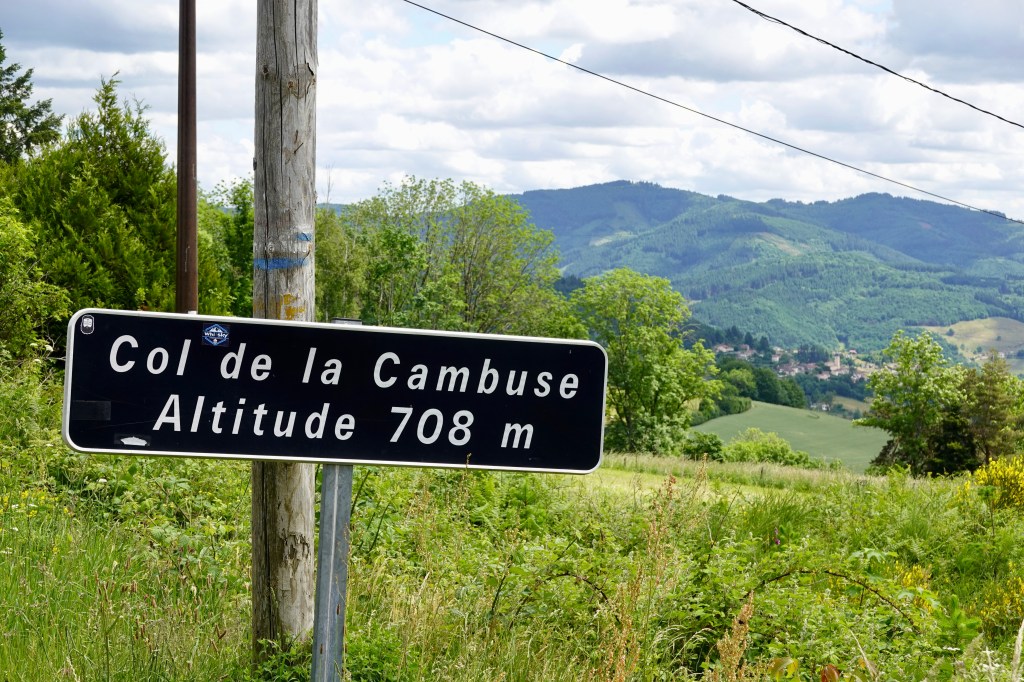 Col de la Cambuse
Altitude 708 m